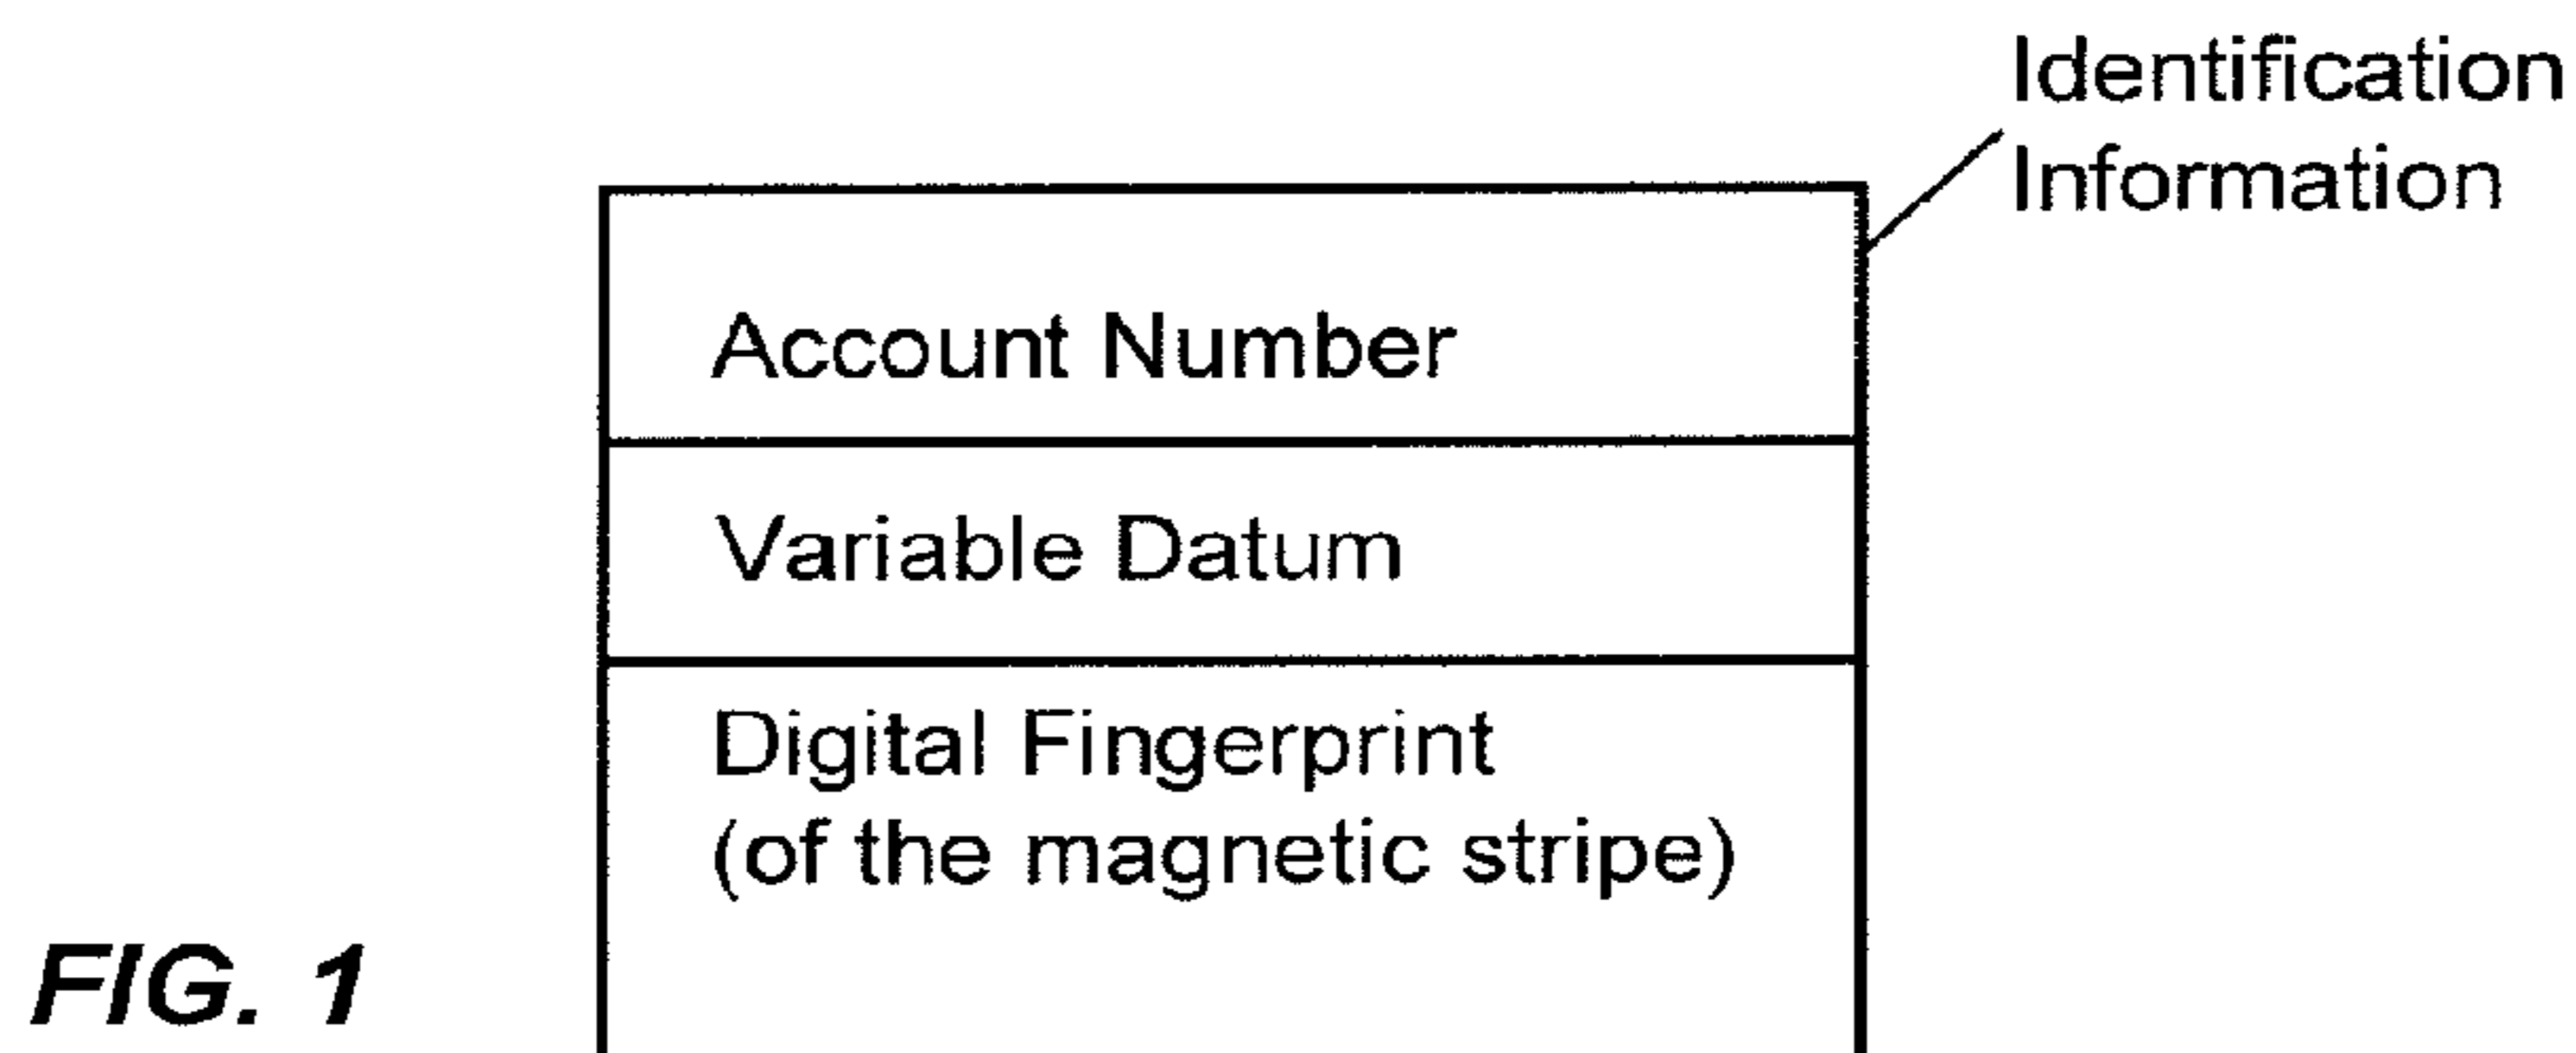 Identification
Information
Account Number
Variable Datum
Digital Fingerprint
(of the magnetic stripe)
FIG. 1